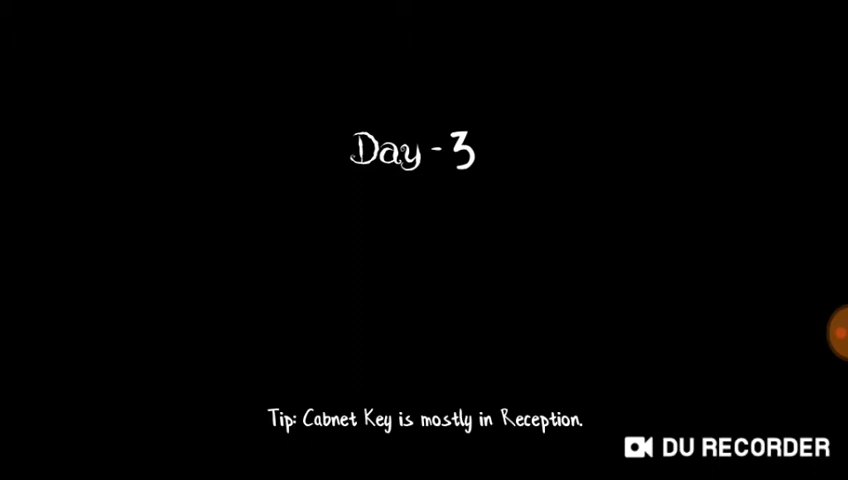 Day - 3
Tip: Cabnet Key is mostly in Reception.
DU RECORDER